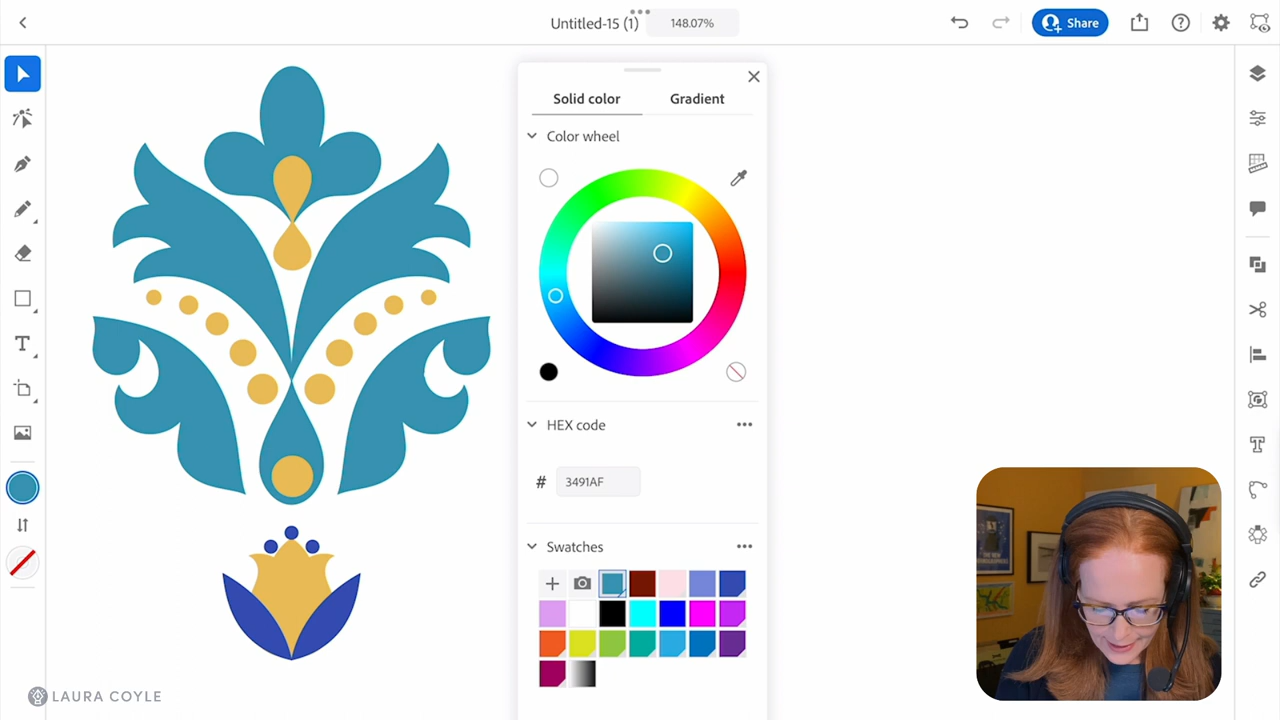 Untitled-15 (1)
148.07%
Share
Solid color
Gradient
Color wheel
HEX code
# 3491AF
Swatches
LAURA COYLE